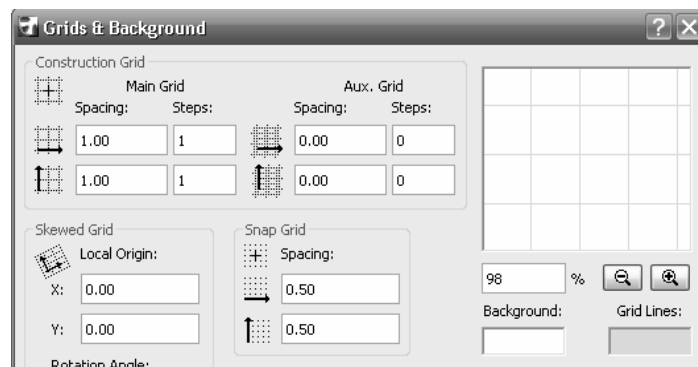 Grids & Background
Construction Grid
Main Grid
Aux. Grid
Spacing: Steps: Spacing: Steps:
1.00 1 0.00 0
1.00 1 0.00 0
Skewed Grid
Local Origin:
X: 0.00
Y: 0.00
Rotation Angle:
Snap Grid
Spacing:
0.50
0.50
98 %
Background: Grid Lines: